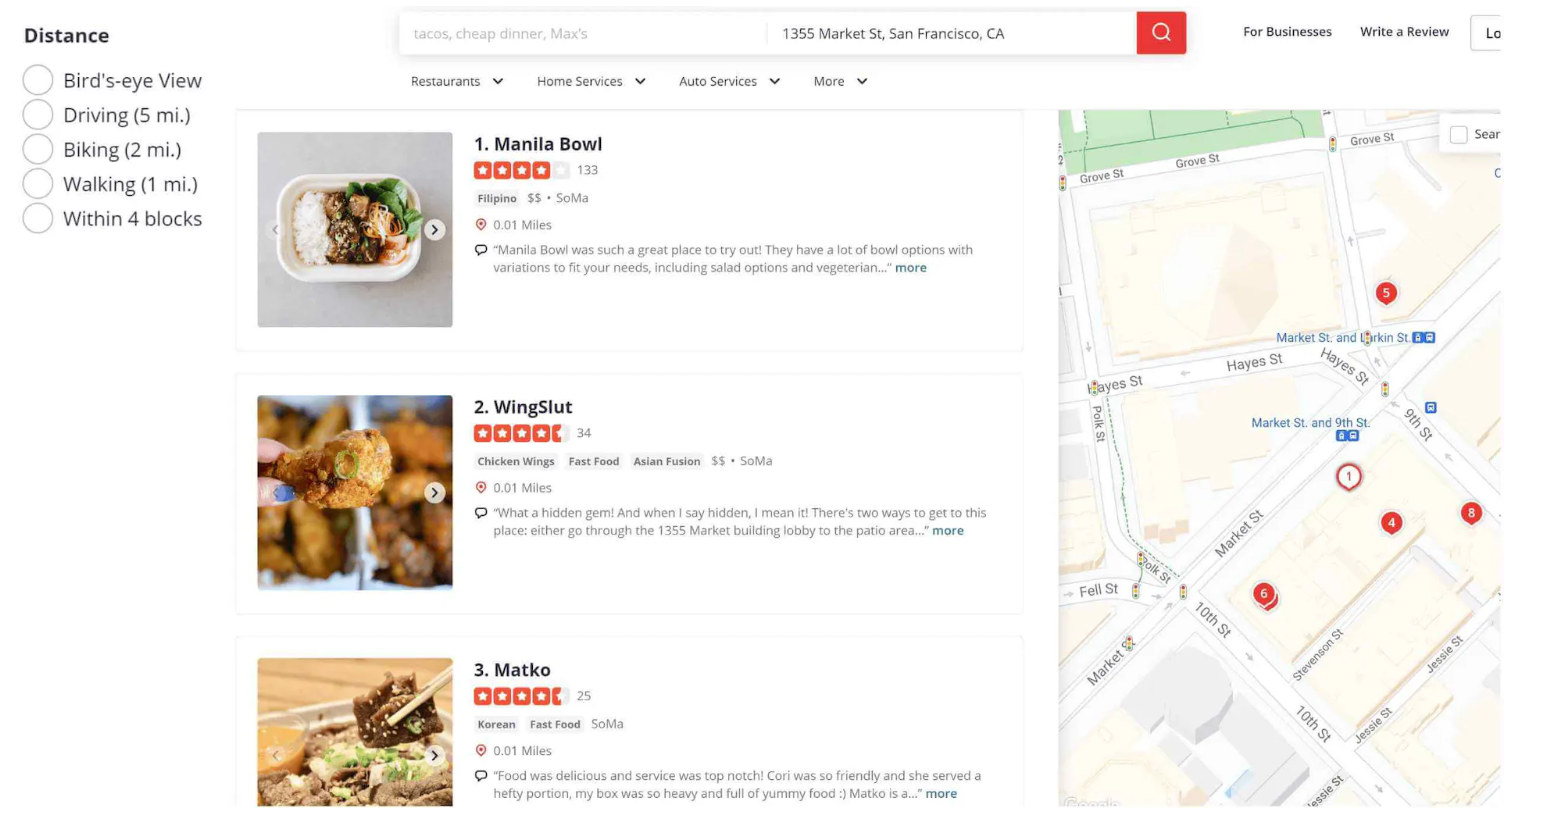 Distance
Bird's-eye View
Driving (5 mi.)
Biking (2 mi.)
Walking (1 mi.)
Within 4 blocks
tacos, cheap dinner, Max's
1355 Market St, San Francisco, CA
For Businesses
Write a Review
Lo
Restaurants
Home Services
Auto Services
More
1. Manila Bowl
133
Filipino $$ • SoMa
0.01 Miles
“Manila Bowl was such a great place to try out! They have a lot of bowl options with
variations to fit your needs, including salad options and vegeterian...” more
2. WingSlut
34
Chicken Wings Fast Food Asian Fusion $$ • SoMa
0.01 Miles
“What a hidden gem! And when I say hidden, I mean it! There's two ways to get to this
place: either go through the 1355 Market building lobby to the patio area...” more
3. Matko
25
Korean Fast Food SoMa
0.01 Miles
“Food was delicious and service was top notch! Cori was so friendly and she served a
hefty portion, my box was so heavy and full of yummy food :) Matko is a...” more
Sear
Grove St
Grove St
Grove St
5
Market St. and Larkin St.
Hayes St
Hayes St
Hayes St
Polk St
9th St
Market St. and 9th St.
1
4
8
Market St
Polk St
Fell St
6
10th St
Stevenson St
Jessie St
Market St
10th St
Jessie St
Jessie St
Google